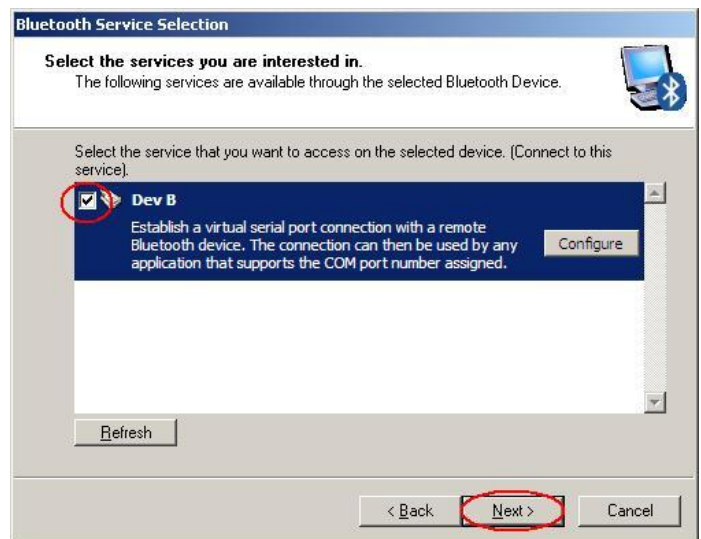 Bluetooth Service Selection
Select the services you are interested in.
The following services are available through the selected Bluetooth Device.
Select the service that you want to access on the selected device. (Connect to this
service).
Dev B
Establish a virtual serial port connection with a remote
Bluetooth device. The connection can then be used by any
application that supports the COM port number assigned.
Configure
Refresh
< Back
Next >
Cancel